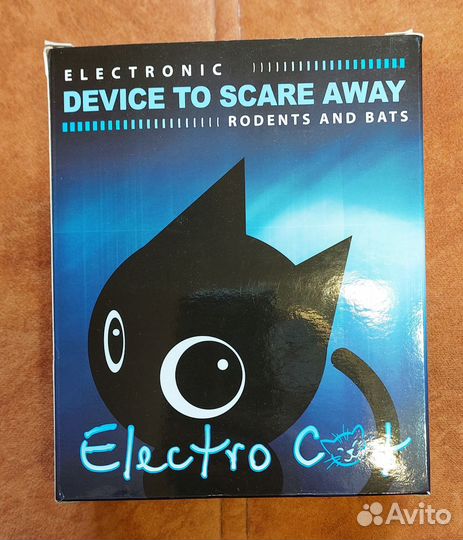 ELECTRONIC
DEVICE TO SCARE AWAY
RODENTS AND BATS
Electro Cat
Avito